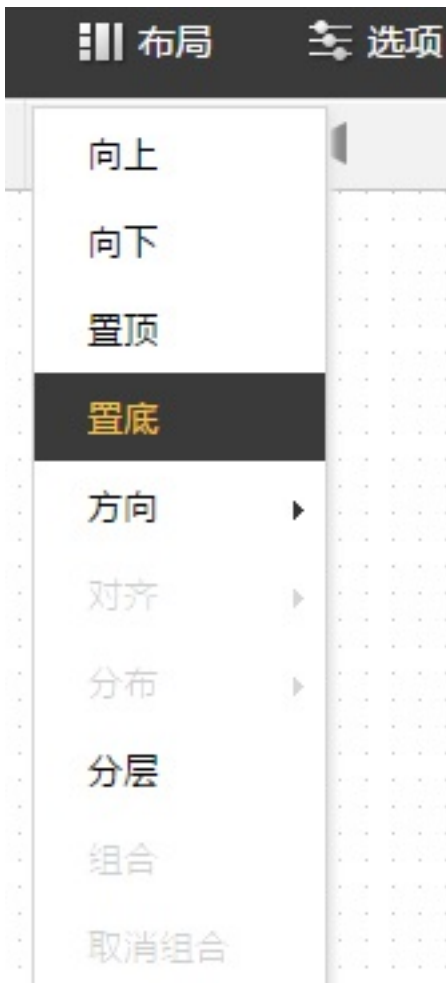 布局 选项
向上
向下
置顶
置底
方向
对齐
分布
分层
组合
取消组合